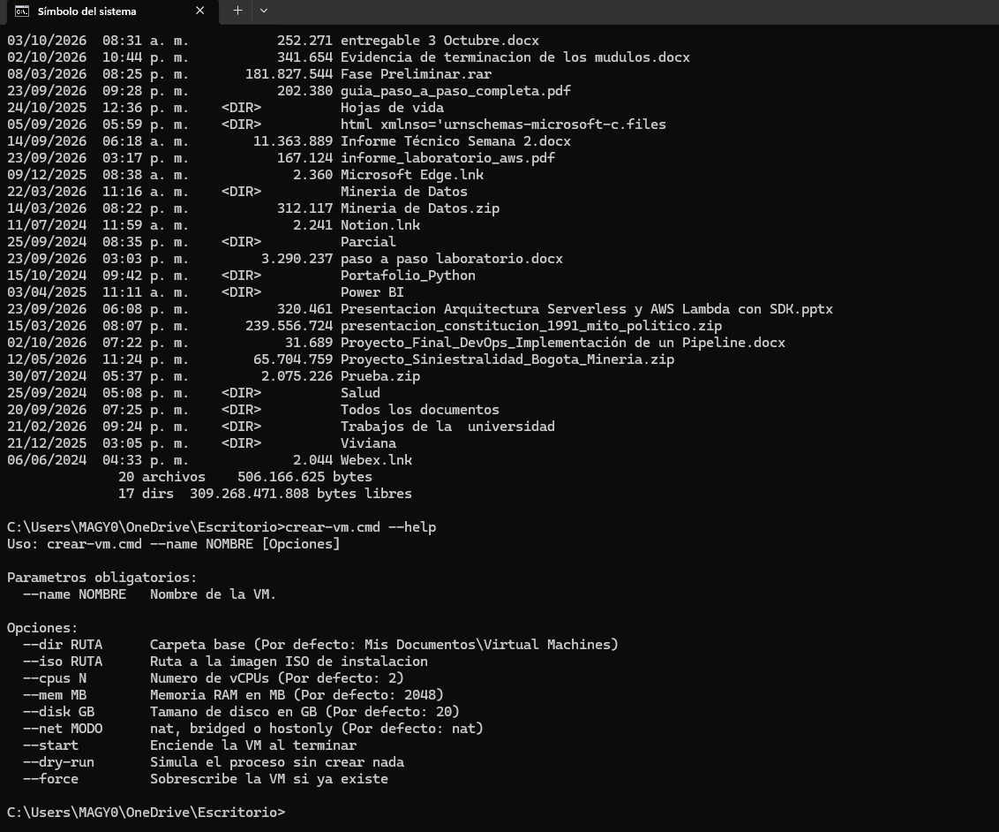 Símbolo del sistema
03/10/2026  08:31 a. m.           252.271 entregable 3 Octubre.docx
02/10/2026  10:44 p. m.           341.654 Evidencia de terminacion de los mudulos.docx
08/03/2026  08:25 p. m.       181.827.544 Fase Preliminar.rar
23/09/2026  09:28 p. m.           202.380 guia_paso_a_paso_completa.pdf
24/10/2025  12:36 p. m.    <DIR>          Hojas de vida
05/09/2026  05:59 p. m.    <DIR>          html xmlnso='urnschemas-microsoft-c.files
14/09/2026  06:18 a. m.        11.363.889 Informe Técnico Semana 2.docx
23/09/2026  03:17 p. m.           167.124 informe_laboratorio_aws.pdf
09/12/2025  08:38 a. m.             2.360 Microsoft Edge.lnk
22/03/2026  11:16 a. m.    <DIR>          Mineria de Datos
14/03/2026  08:22 p. m.           312.117 Mineria de Datos.zip
11/07/2024  11:59 a. m.             2.241 Notion.lnk
25/09/2024  08:35 p. m.    <DIR>          Parcial
23/09/2026  03:03 p. m.         3.290.237 paso a paso laboratorio.docx
15/10/2024  09:42 p. m.    <DIR>          Portafolio_Python
03/04/2025  11:11 a. m.    <DIR>          Power BI
23/09/2026  06:08 p. m.           320.461 Presentacion Arquitectura Serverless y AWS Lambda con SDK.pptx
15/03/2026  08:07 p. m.       239.556.724 presentacion_constitucion_1991_mito_politico.zip
02/10/2026  07:22 p. m.            31.689 Proyecto_Final_DevOps_Implementación de un Pipeline.docx
12/05/2026  11:24 p. m.        65.704.759 Proyecto_Siniestralidad_Bogota_Mineria.zip
30/07/2024  05:37 p. m.         2.075.226 Prueba.zip
25/09/2024  05:08 p. m.    <DIR>          Salud
20/09/2026  07:25 p. m.    <DIR>          Todos los documentos
21/02/2026  09:24 p. m.    <DIR>          Trabajos de la  universidad
21/12/2025  03:05 p. m.    <DIR>          Viviana
06/06/2024  04:33 p. m.             2.044 Webex.lnk
              20 archivos    506.166.625 bytes
              17 dirs  309.268.471.808 bytes libres
C:\Users\MAGY0\OneDrive\Escritorio>crear-vm.cmd --help
Uso: crear-vm.cmd --name NOMBRE [Opciones]
Parametros obligatorios:
  --name NOMBRE   Nombre de la VM.
Opciones:
  --dir RUTA      Carpeta base (Por defecto: Mis Documentos\Virtual Machines)
  --iso RUTA      Ruta a la imagen ISO de instalacion
  --cpus N        Numero de vCPUs (Por defecto: 2)
  --mem MB        Memoria RAM en MB (Por defecto: 2048)
  --disk GB       Tamano de disco en GB (Por defecto: 20)
  --net MODO      nat, bridged o hostonly (Por defecto: nat)
  --start         Enciende la VM al terminar
  --dry-run       Simula el proceso sin crear nada
  --force         Sobrescribe la VM si ya existe
C:\Users\MAGY0\OneDrive\Escritorio>